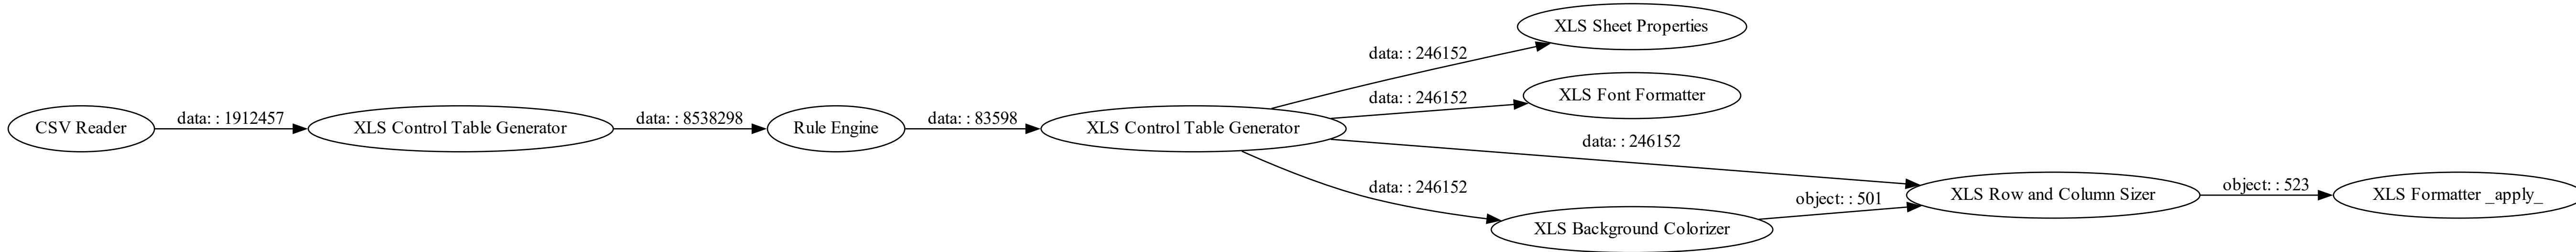 CSV Reader
data: : 1912457
XLS Control Table Generator
data: : 8538298
Rule Engine
data: : 83598
XLS Control Table Generator
data: : 246152
XLS Sheet Properties
data: : 246152
XLS Font Formatter
data: : 246152
data: : 246152
XLS Background Colorizer
object: : 501
XLS Row and Column Sizer
object: : 523
XLS Formatter _apply_